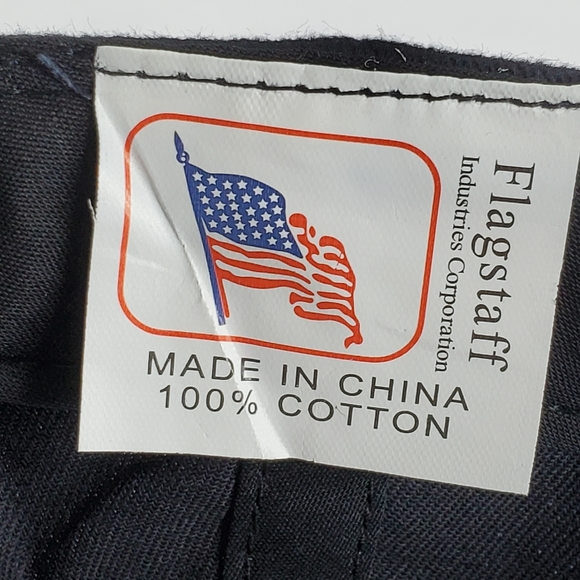 Flagstaff
Industries Corporation
MADE IN CHINA
100% COTTON